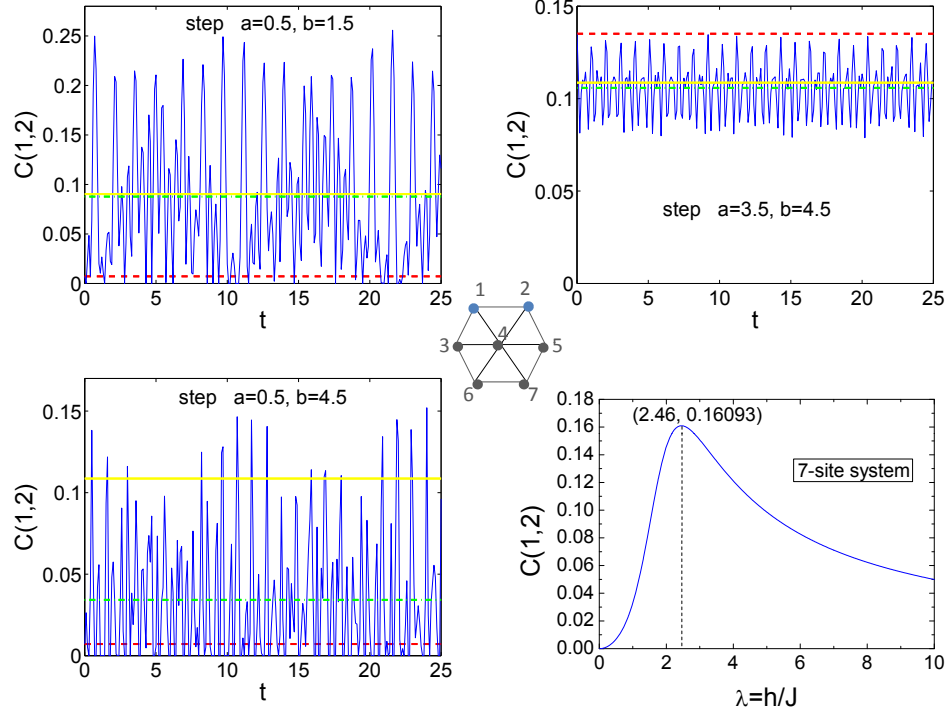 step a=0.5, b=1.5
0.25
0.2
0.15
0.1
0.05
0
C(1,2)
0 5 10 15 20 25
t
0.15
0.1
0.05
0
C(1,2)
step a=3.5, b=4.5
0 5 10 15 20 25
t
1 2
3 4 5
6 7
step a=0.5, b=4.5
0.15
0.1
0.05
0
C(1,2)
0 5 10 15 20 25
t
0.18
0.16
0.14
0.12
0.10
0.08
0.06
0.04
0.02
0.00
C(1,2)
(2.46, 0.16093)
7-site system
0 2 4 6 8 10
λ=h/J